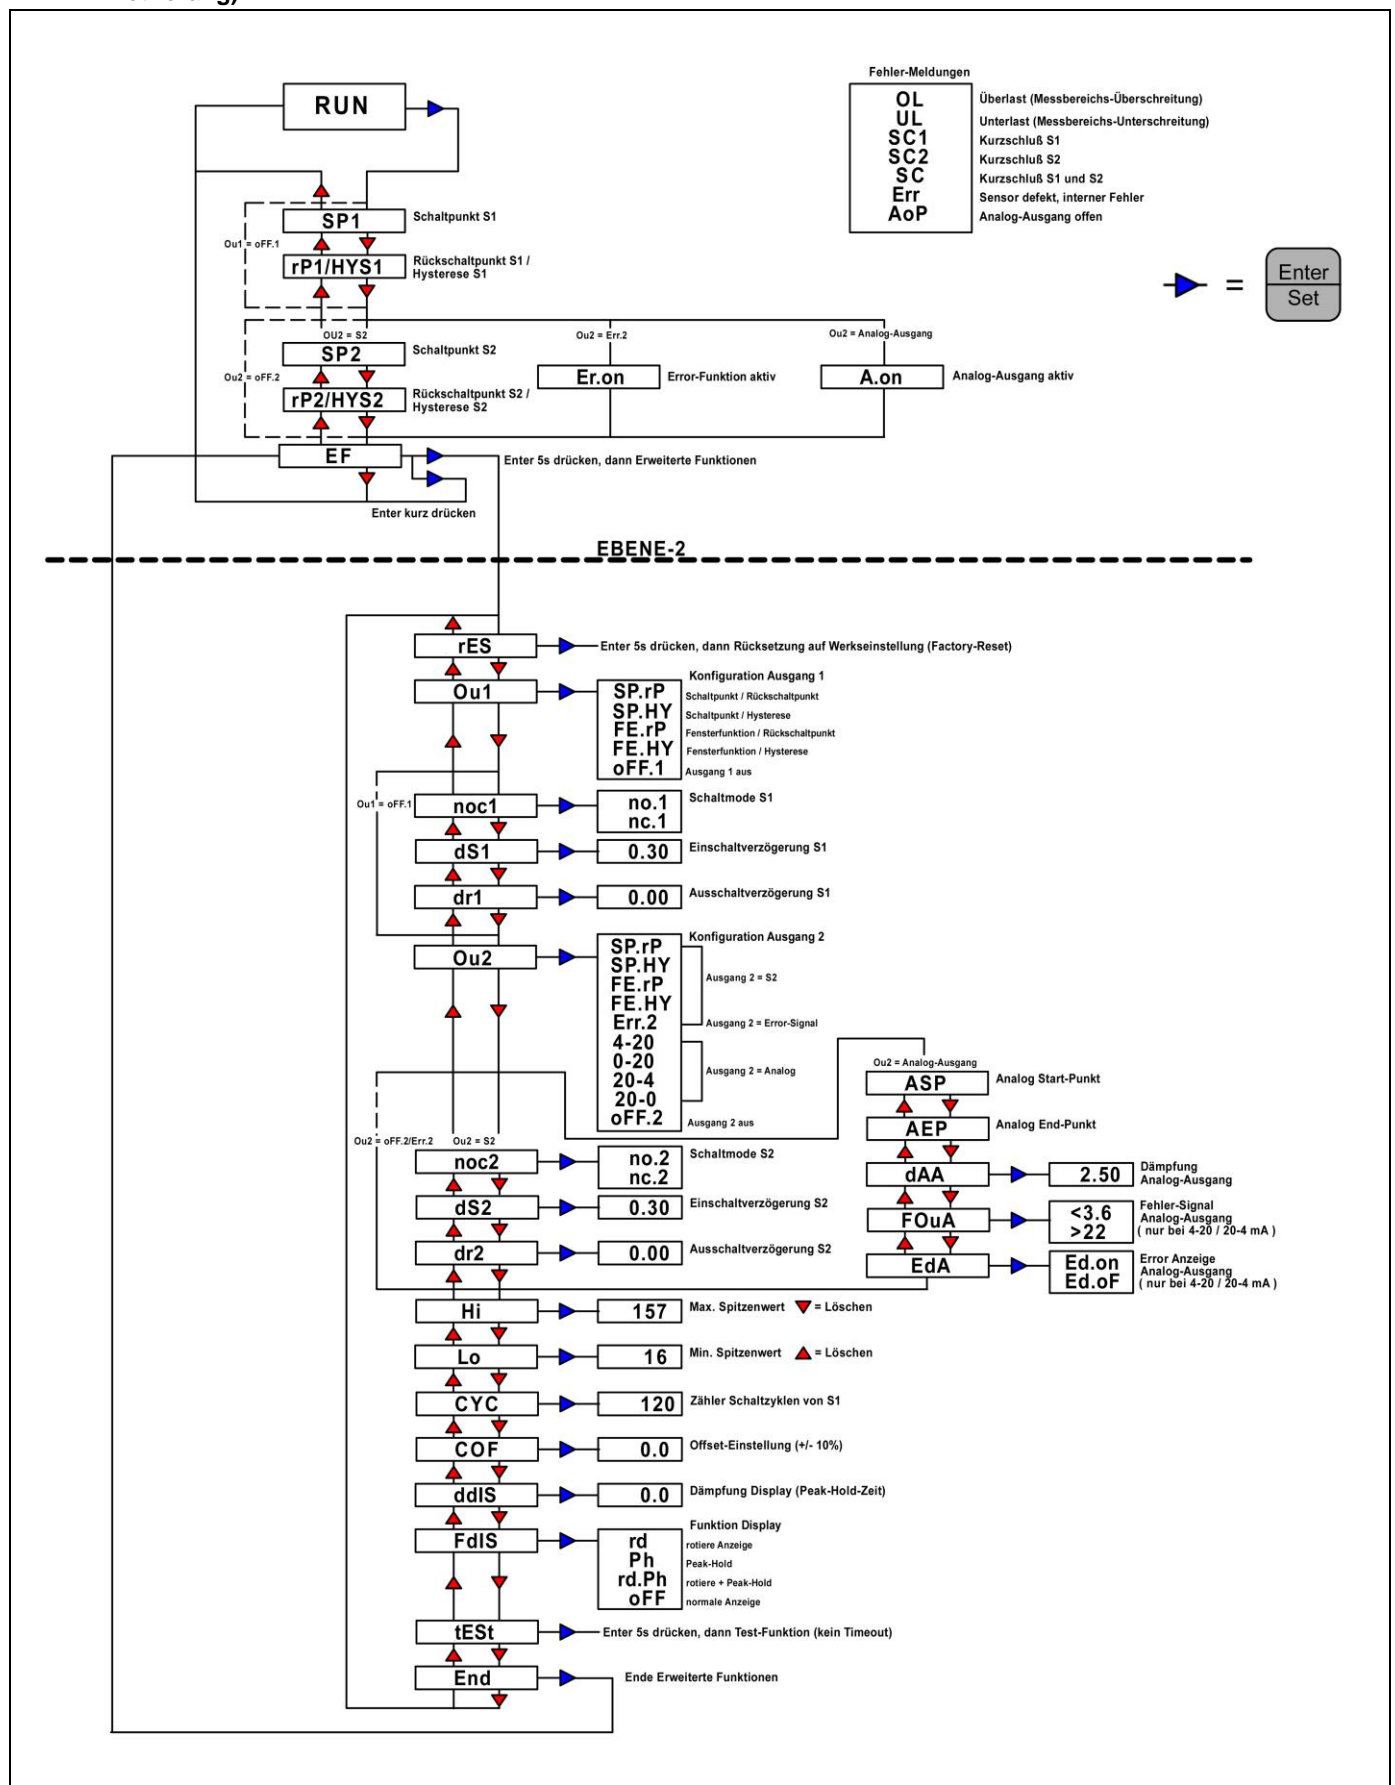 Fehler-Meldungen
RUN
OL Überlast (Messbereichs-Überschreitung)
UL Unterlast (Messbereichs-Unterschreitung)
SC1 Kurzschluß S1
SC2 Kurzschluß S2
SC Kurzschluß S1 und S2
Err Sensor defekt, interner Fehler
AoP Analog-Ausgang offen
SP1 Schaltpunkt S1
Ou1 = oFF.1
rP1/HYS1 Rückschaltpunkt S1 /
Hysterese S1
Enter
Set
=
OU2 = S2
Ou2 = Err.2
Ou2 = Analog-Ausgang
SP2 Schaltpunkt S2
Ou2 = oFF.2
Er.on Error-Funktion aktiv
A.on Analog-Ausgang aktiv
rP2/HYS2 Rückschaltpunkt S2 /
Hysterese S2
EF
Enter 5s drücken, dann Erweiterte Funktionen
Enter kurz drücken
EBENE-2
rES Enter 5s drücken, dann Rücksetzung auf Werkseinstellung (Factory-Reset)
Ou1
Konfiguration Ausgang 1
SP.rP Schaltpunkt / Rückschaltpunkt
SP.HY Schaltpunkt / Hysterese
FE.rP Fensterfunktion / Rückschaltpunkt
FE.HY Fensterfunktion / Hysterese
oFF.1 Ausgang 1 aus
Ou1 = oFF.1
noc1 no.1 Schaltmode S1
nc.1
dS1 0.30 Einschaltverzögerung S1
dr1 0.00 Ausschaltverzögerung S1
Ou2
Konfiguration Ausgang 2
SP.rP
SP.HY
FE.rP
FE.HY
Ausgang 2 = S2
Err.2 Ausgang 2 = Error-Signal
4-20
0-20
20-4
20-0
Ausgang 2 = Analog
oFF.2 Ausgang 2 aus
Ou2 = Analog-Ausgang
ASP Analog Start-Punkt
AEP Analog End-Punkt
dAA 2.50 Dämpfung
Analog-Ausgang
FOuA <3.6
>22
Fehler-Signal
Analog-Ausgang
( nur bei 4-20 / 20-4 mA )
EdA Ed.on
Ed.oF
Error Anzeige
Analog-Ausgang
( nur bei 4-20 / 20-4 mA )
Ou2 = oFF.2/Err.2
Ou2 = S2
noc2 no.2 Schaltmode S2
nc.2
dS2 0.30 Einschaltverzögerung S2
dr2 0.00 Ausschaltverzögerung S2
Hi 157 Max. Spitzenwert = Löschen
Lo 16 Min. Spitzenwert = Löschen
CYC 120 Zähler Schaltzyklen von S1
COF 0.0 Offset-Einstellung (+/- 10%)
ddIS 0.0 Dämpfung Display (Peak-Hold-Zeit)
FdIS
Funktion Display
rd rotiere Anzeige
Ph Peak-Hold
rd.Ph rotiere + Peak-Hold
oFF normale Anzeige
tESt Enter 5s drücken, dann Test-Funktion (kein Timeout)
End Ende Erweiterte Funktionen